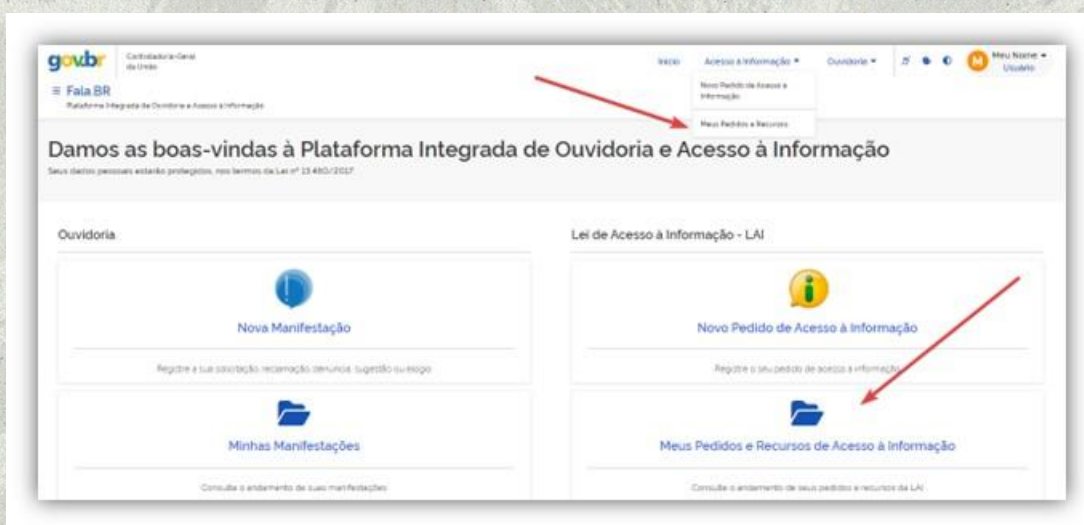 gov.br
Controladoria-Geral
da União
Início Acesso à Informação Ouvidoria
Meu Nome
Usuário
Fala.BR
Plataforma Integrada de Ouvidoria e Acesso à Informação
Novo Pedido de Acesso à
Informação
Meus Pedidos e Recursos
Damos as boas-vindas à Plataforma Integrada de Ouvidoria e Acesso à Informação
Seus dados pessoais estarão protegidos, nos termos da Lei nº 13.460/2017.
Ouvidoria
Lei de Acesso à Informação - LAI
Nova Manifestação
Novo Pedido de Acesso à Informação
Registre a sua solicitação, reclamação, denúncia, sugestão ou elogio
Registre o seu pedido de acesso à informação
Minhas Manifestações
Meus Pedidos e Recursos de Acesso à Informação
Consulte o andamento de suas manifestações
Consulte o andamento de seus pedidos e recursos da LAI